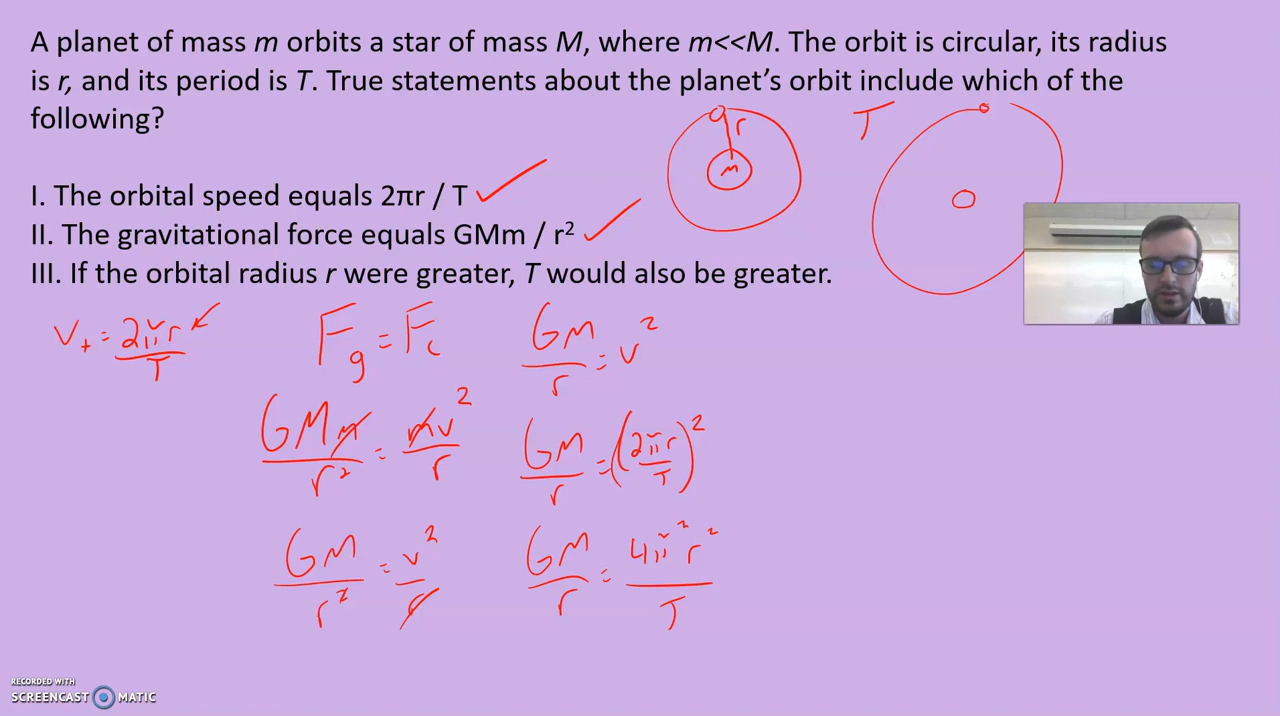 A planet of mass m orbits a star of mass M, where m<<M. The orbit is circular, its radius
is r, and its period is T. True statements about the planet's orbit include which of the
following?
r
M
T
I. The orbital speed equals 2πr / T ✓
II. The gravitational force equals GMm / r² ✓
III. If the orbital radius r were greater, T would also be greater.
v_t = 2πr / T
F_g = F_c
GMm / r² = mv² / r
GM / r² = v² / r
GM / r = v²
GM / r = (2πr / T)²
GM / r = 4π²r² / T
RECORDED WITH
SCREENCAST MATIC